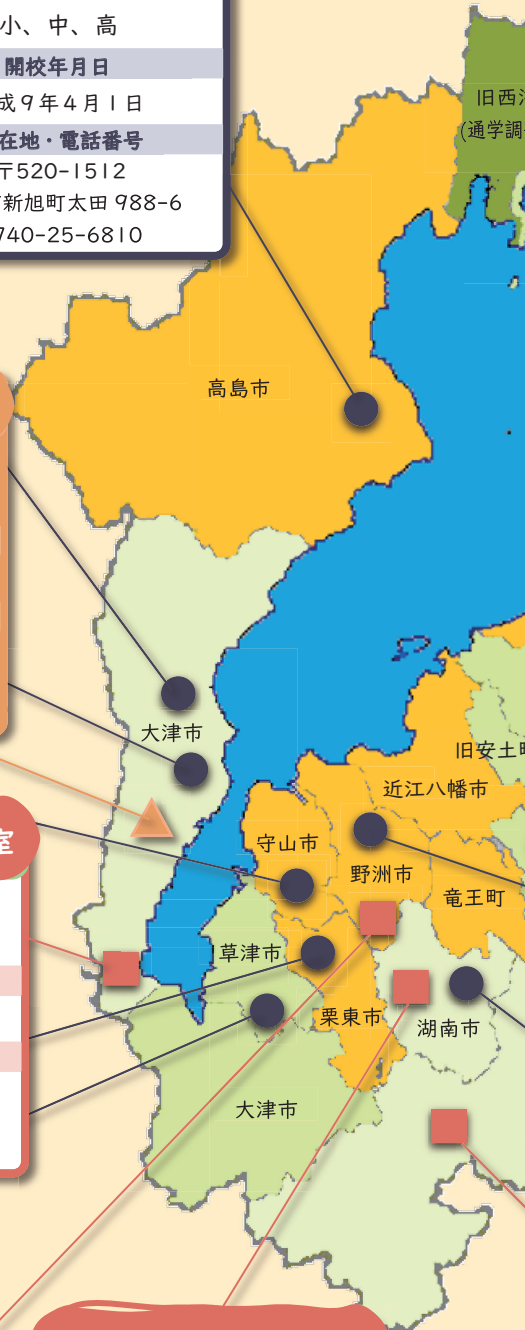 小、中、高
開校年月日
成9年4月1日
在地・電話番号
〒520-1512
新旭町太田 988-6
740-25-6810
旧西浅
(通学調
高島市
大津市
旧安土町
近江八幡市
守山市
野洲市
竜王町
室
草津市
栗東市
湖南市
大津市